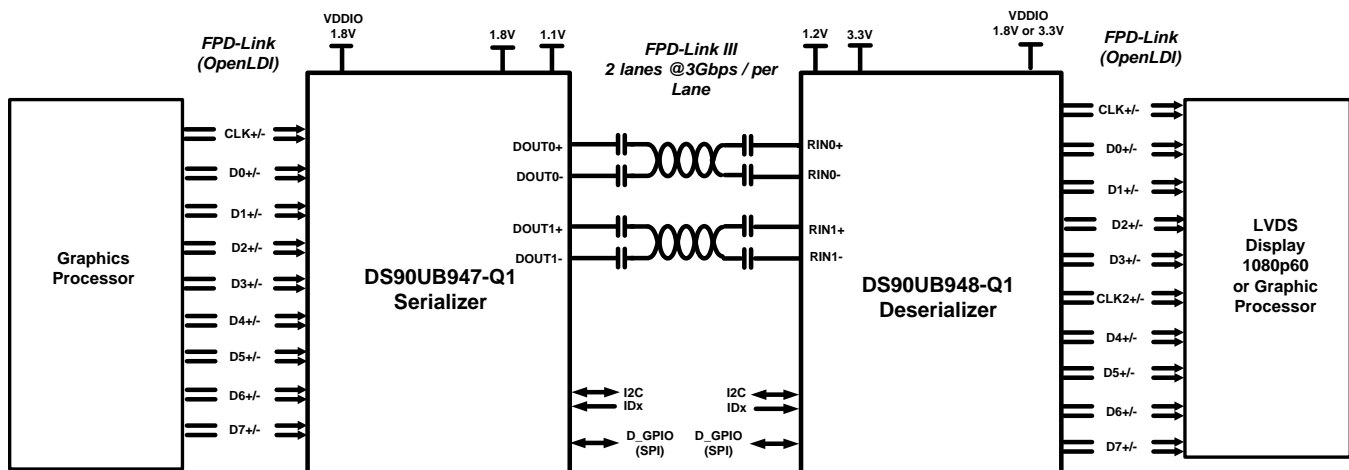 VDDIO
1.8V
1.8V
1.1V
FPD-Link
(OpenLDI)
FPD-Link III
2 lanes @3Gbps / per
Lane
1.2V
3.3V
VDDIO
1.8V or 3.3V
FPD-Link
(OpenLDI)
Graphics
Processor
CLK+/-
D0+/-
D1+/-
D2+/-
D3+/-
D4+/-
D5+/-
D6+/-
D7+/-
DS90UB947-Q1
Serializer
DOUT0+
DOUT0-
DOUT1+
DOUT1-
I2C
IDx
D_GPIO
(SPI)
RIN0+
RIN0-
RIN1+
RIN1-
I2C
IDx
D_GPIO
(SPI)
DS90UB948-Q1
Deserializer
CLK+/-
D0+/-
D1+/-
D2+/-
D3+/-
CLK2+/-
D4+/-
D5+/-
D6+/-
D7+/-
LVDS
Display
1080p60
or Graphic
Processor